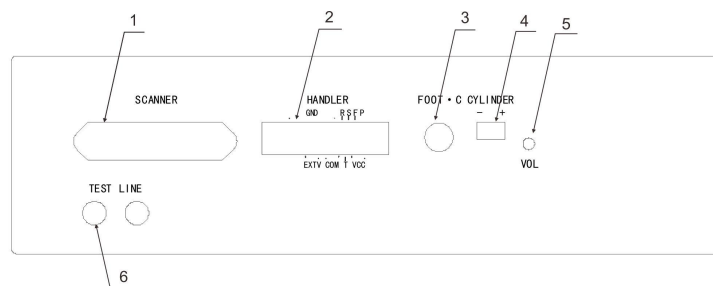 1 2 3 4 5
SCANNER HANDLER FOOT·C CYLINDER
GND RSFP - +
EXTV COM T VCC
VOL
TEST LINE
6